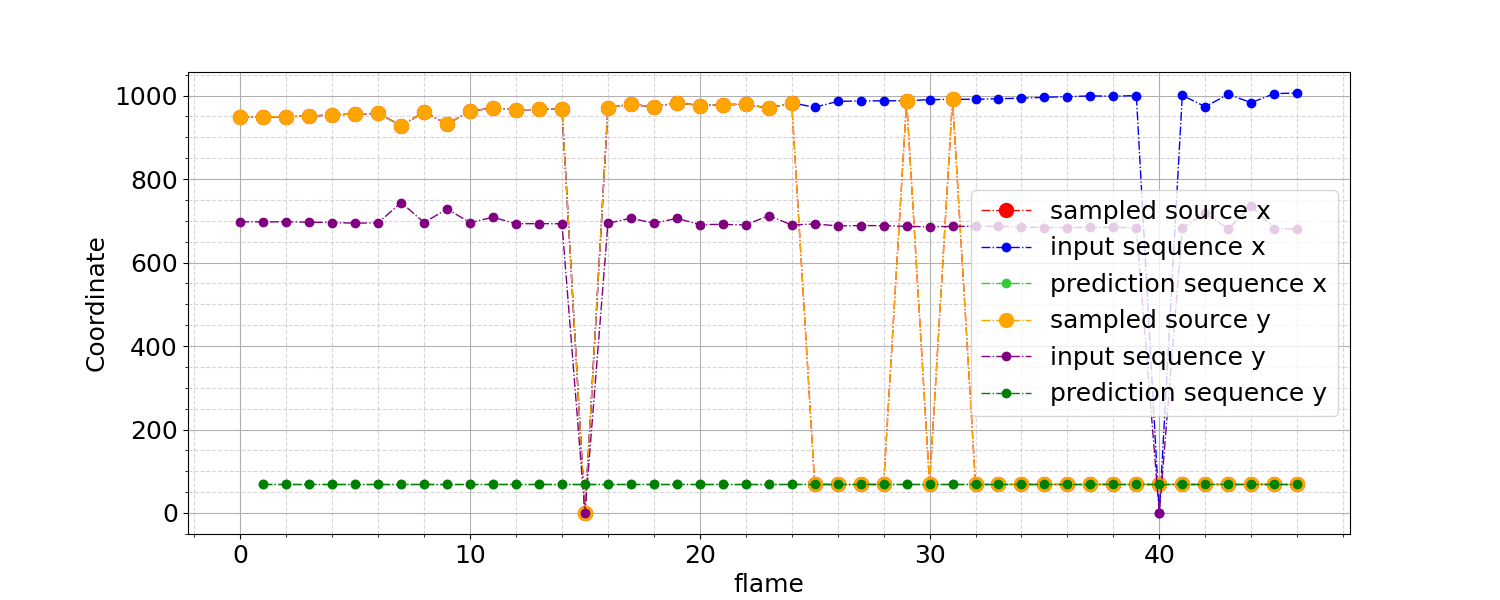 1000
800
600
400
200
0
Coordinate
sampled source x
input sequence x
prediction sequence x
sampled source y
input sequence y
prediction sequence y
0 10 20 30 40
flame